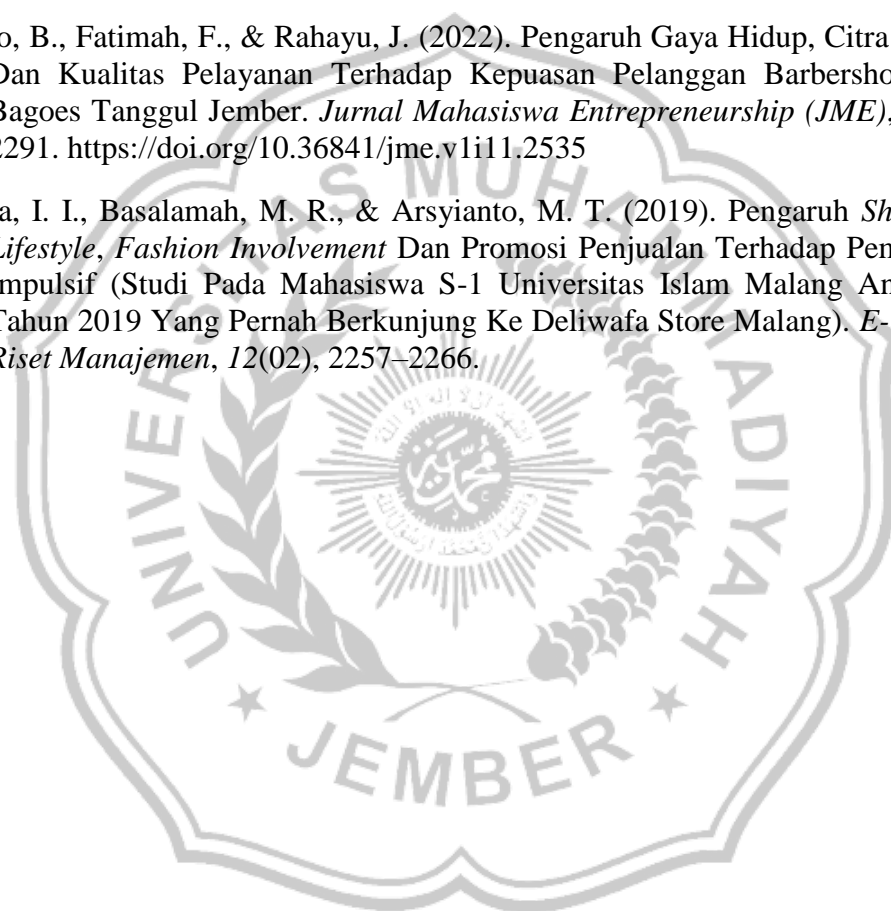 o, B., Fatimah, F., & Rahayu, J. (2022). Pengaruh Gaya Hidup, Citra
Dan Kualitas Pelayanan Terhadap Kepuasan Pelanggan Barbersho
Bagoes Tanggul Jember. Jurnal Mahasiswa Entrepreneurship (JME),
2291. https://doi.org/10.36841/jme.v1i11.2535
a, I. I., Basalamah, M. R., & Arsyianto, M. T. (2019). Pengaruh Sh
Lifestyle, Fashion Involvement Dan Promosi Penjualan Terhadap Pem
Impulsif (Studi Pada Mahasiswa S-1 Universitas Islam Malang An
Tahun 2019 Yang Pernah Berkunjung Ke Deliwafa Store Malang). E-
Riset Manajemen, 12(02), 2257–2266.
UNIVERSITAS MUHAMMADIYAH
JEMBER